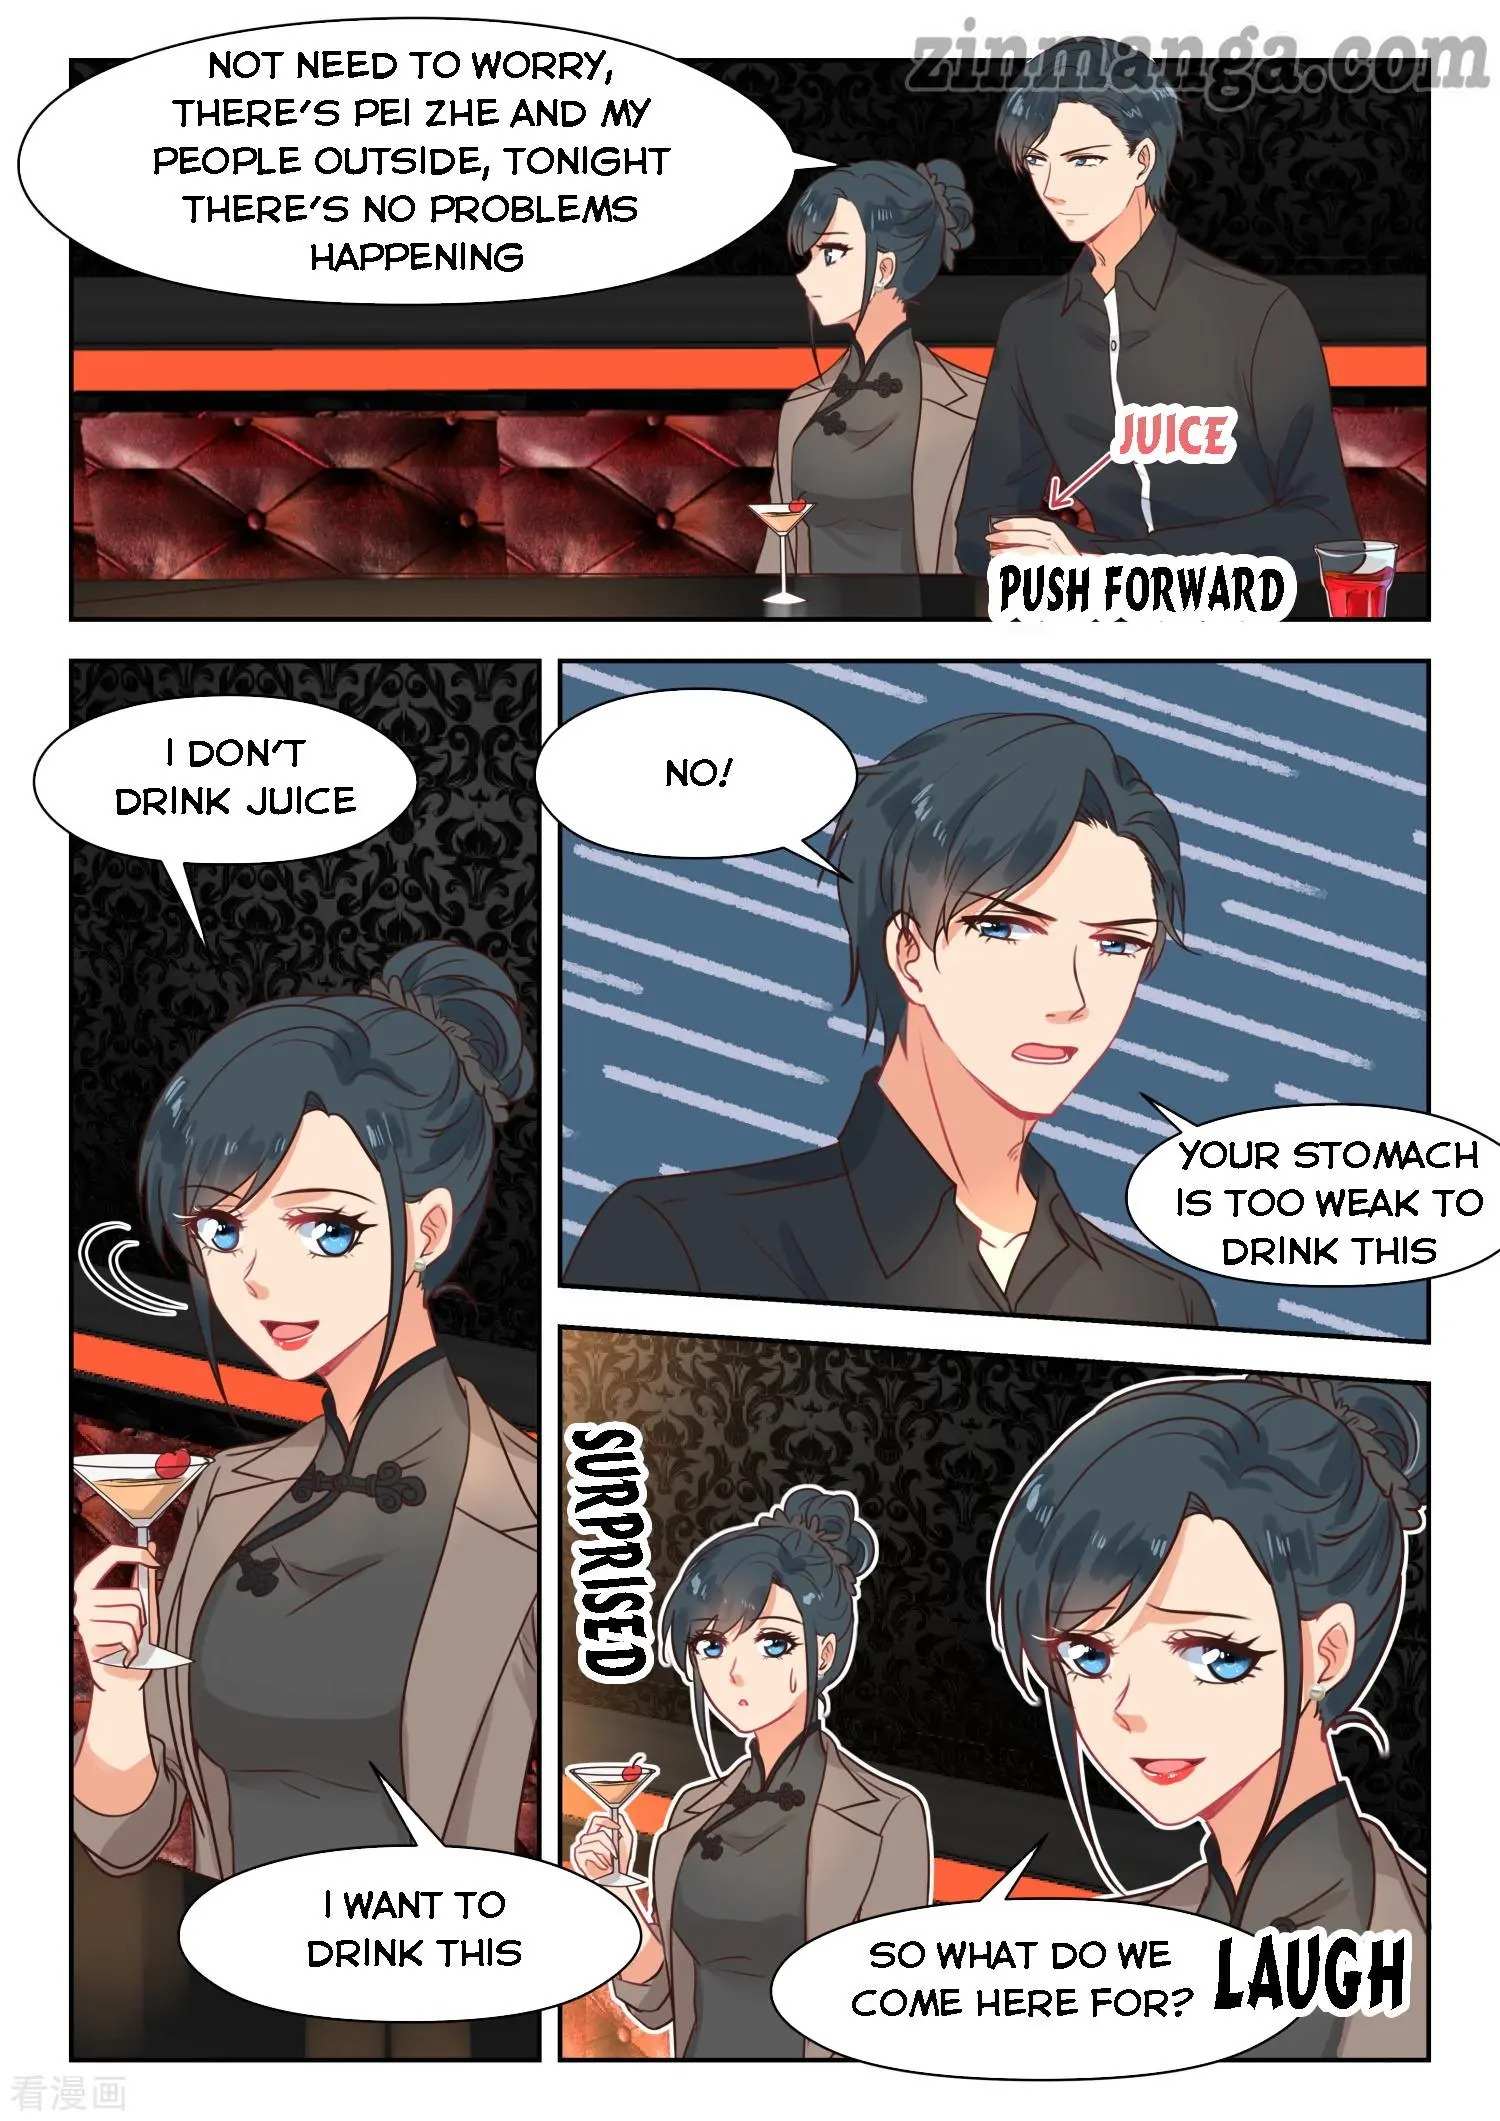 zinmanga.com
NOT NEED TO WORRY,
THERE'S PEI ZHE AND MY
PEOPLE OUTSIDE, TONIGHT
THERE'S NO PROBLEMS
HAPPENING
JUICE
PUSH FORWARD
I DON'T
DRINK JUICE
NO!
YOUR STOMACH
IS TOO WEAK TO
DRINK THIS
I WANT TO
DRINK THIS
SURPRISED
SO WHAT DO WE
COME HERE FOR?
LAUGH
看漫画